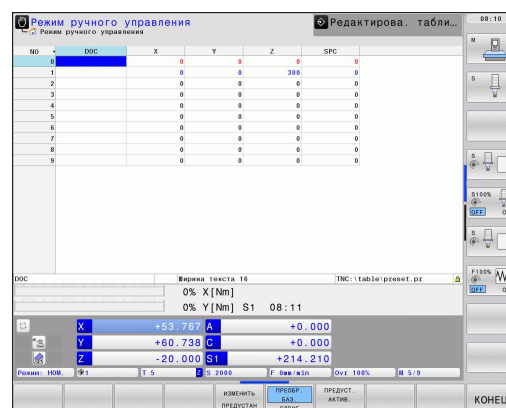 Режим ручного управления
Редактирова. табли…
08:10
Режим ручного управления
NO DOC X Y Z SPC
0 0 0 0 0
1 0 0 300 0
2 0 0 0 0
3 0 0 0 0
4 0 0 0 0
5 0 0 0 0
6 0 0 0 0
7 0 0 0 0
8 0 0 0 0
9 0 0 0 0
M
S
S
S100%
OFF
S
F100%
OFF
DOC Ширина текста 16 TNC:\table\preset.pr
0% X[Nm]
0% Y[Nm] S1 08:11
X +53.767 A +0.000
Y +60.738 C +0.000
Z -20.000 S1 +214.210
Режим: НОМ. 1 T 5 Z S 2000 F 0mm/min Ovr 100% M 5/9
ИЗМЕНИТЬ
ПРЕДУСТАН
ПРЕОБР.
БАЗ.
ПРЕДУСТ.
АКТИВ.
КОНЕЦ